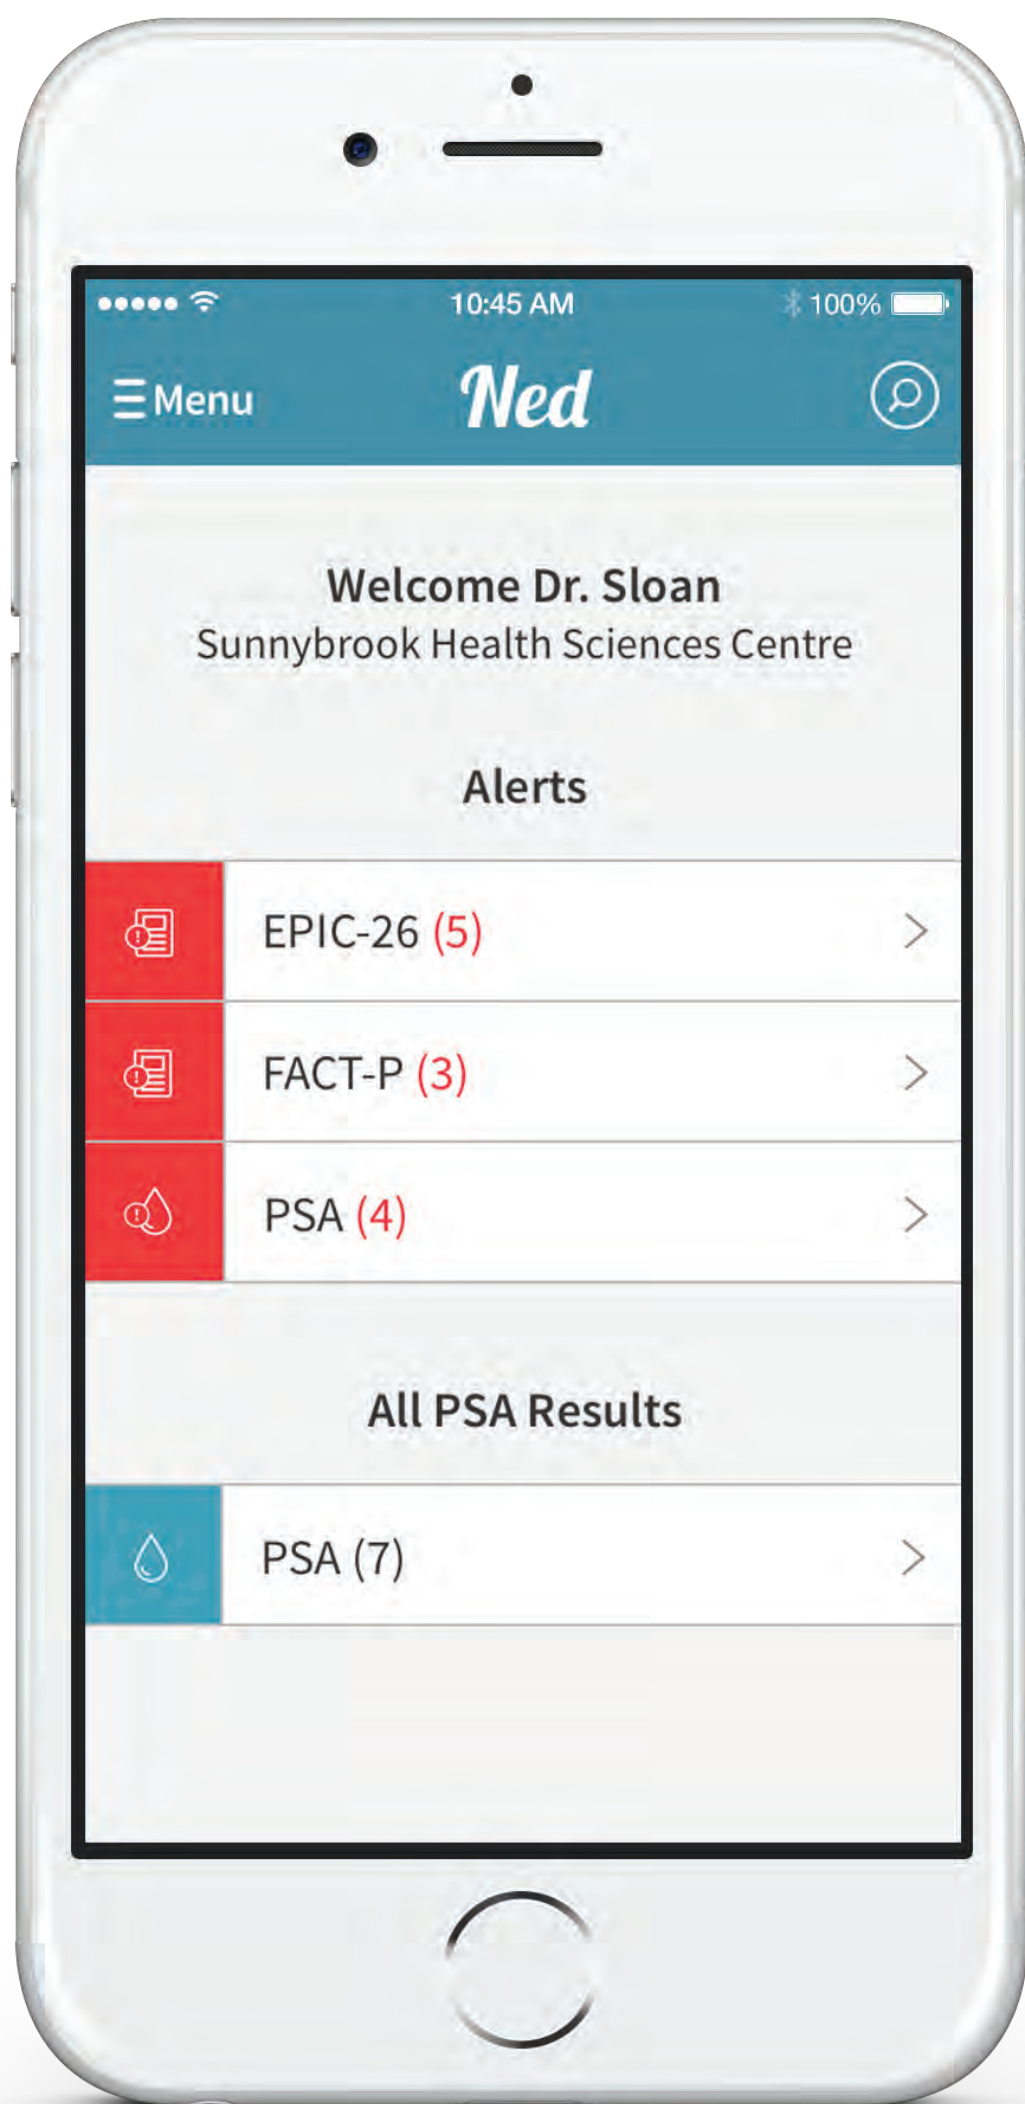 10:45 AM
100%
Menu
Ned
Welcome Dr. Sloan
Sunnybrook Health Sciences Centre
Alerts
EPIC-26 (5)
FACT-P (3)
PSA (4)
All PSA Results
PSA (7)